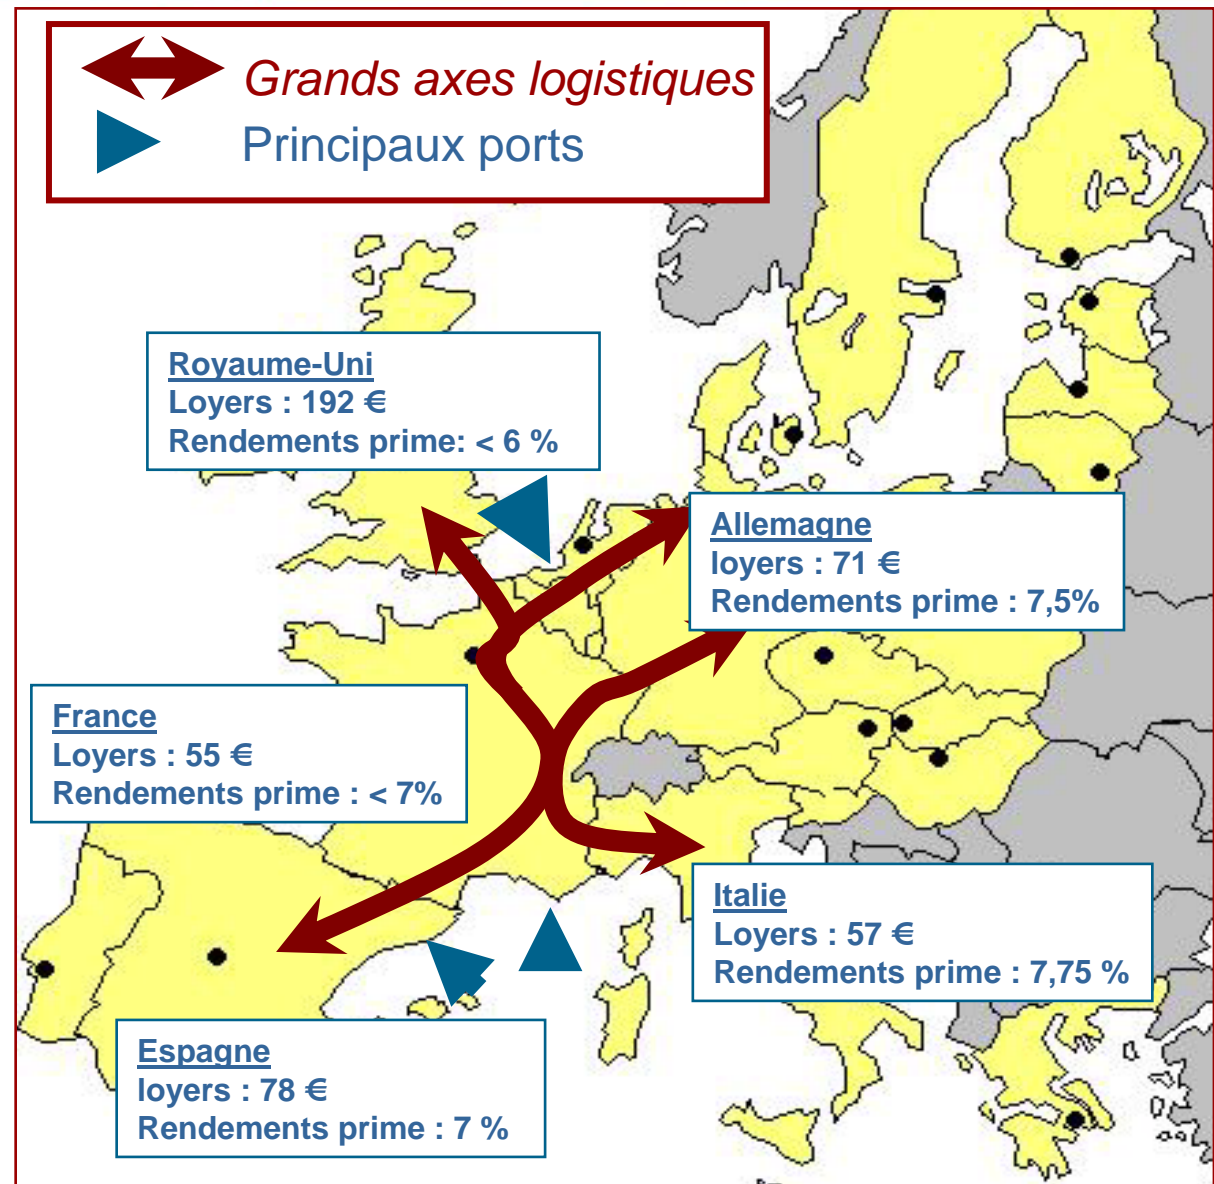 Grands axes logistiques
Principaux ports
Royaume-Uni
Loyers : 192 €
Rendements prime: < 6 %
Allemagne
loyers : 71 €
Rendements prime : 7,5%
France
Loyers : 55 €
Rendements prime : < 7%
Italie
Loyers : 57 €
Rendements prime : 7,75 %
Espagne
loyers : 78 €
Rendements prime : 7 %